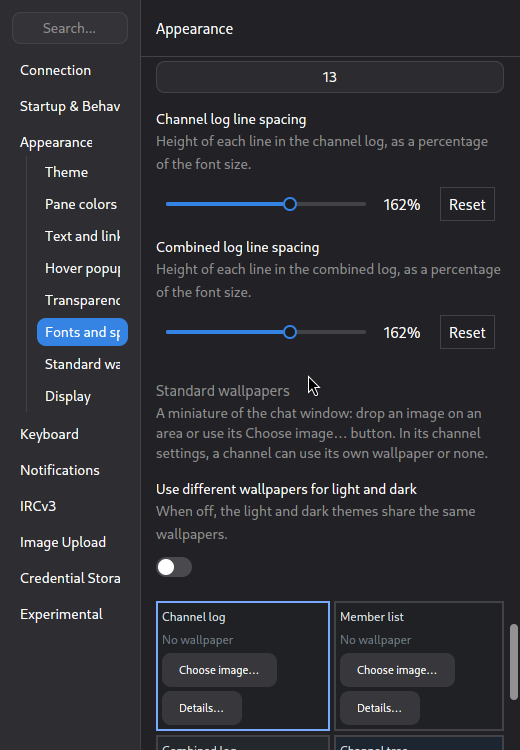 Search...
Appearance
Connection
Startup & Behav
Appearance
Theme
Pane colors
Text and link
Hover popup
Transparenc
Fonts and sp
Standard wa
Display
Keyboard
Notifications
IRCv3
Image Upload
Credential Stora
Experimental
13
Channel log line spacing
Height of each line in the channel log, as a percentage
of the font size.
162%
Reset
Combined log line spacing
Height of each line in the combined log, as a percentage
of the font size.
162%
Reset
Standard wallpapers
A miniature of the chat window: drop an image on an
area or use its Choose image… button. In its channel
settings, a channel can use its own wallpaper or none.
Use different wallpapers for light and dark
When off, the light and dark themes share the same
wallpapers.
Channel log
No wallpaper
Choose image…
Details…
Member list
No wallpaper
Choose image…
Details…
Combined log
Channel tree